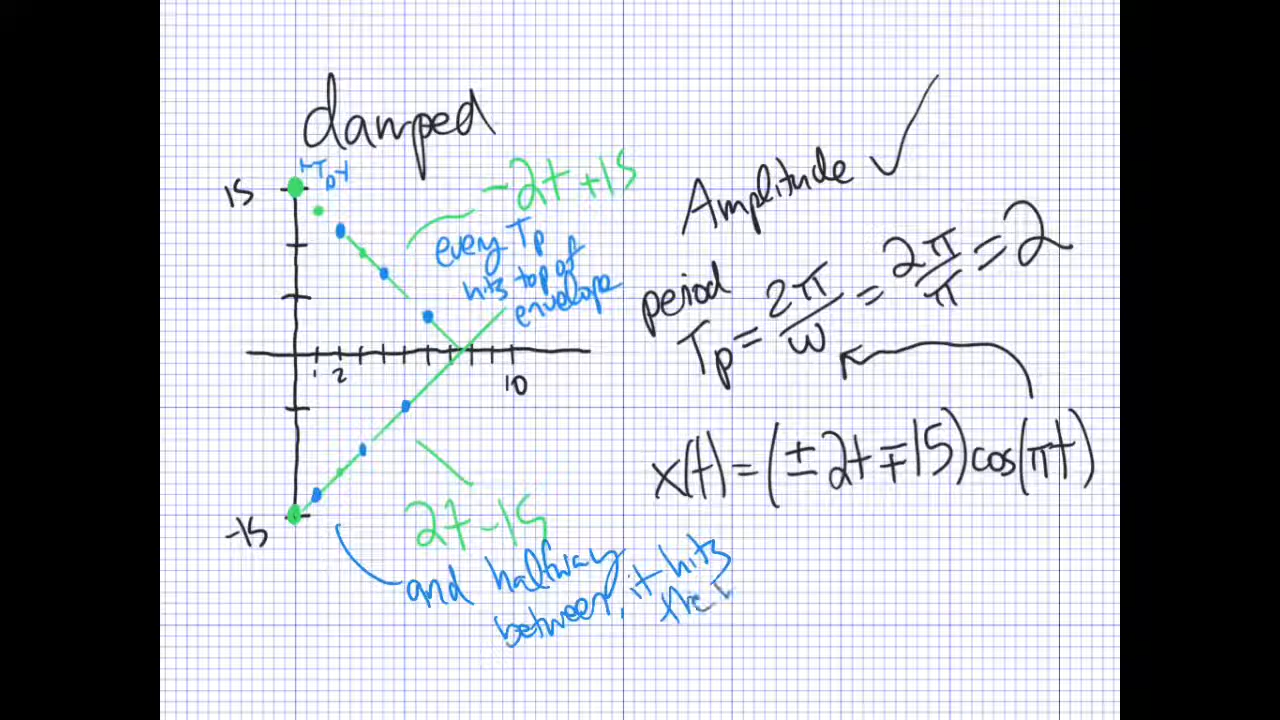 damped
15
Tp
-2t+15
every Tp
hits top of
envelope
1 2
10
-15
2t-15
and halfway
between, it hits
the
Amplitude ✓
period
Tp = 2π/ω = 2π/π = 2
x(t) = (±2t∓15)cos(πt)